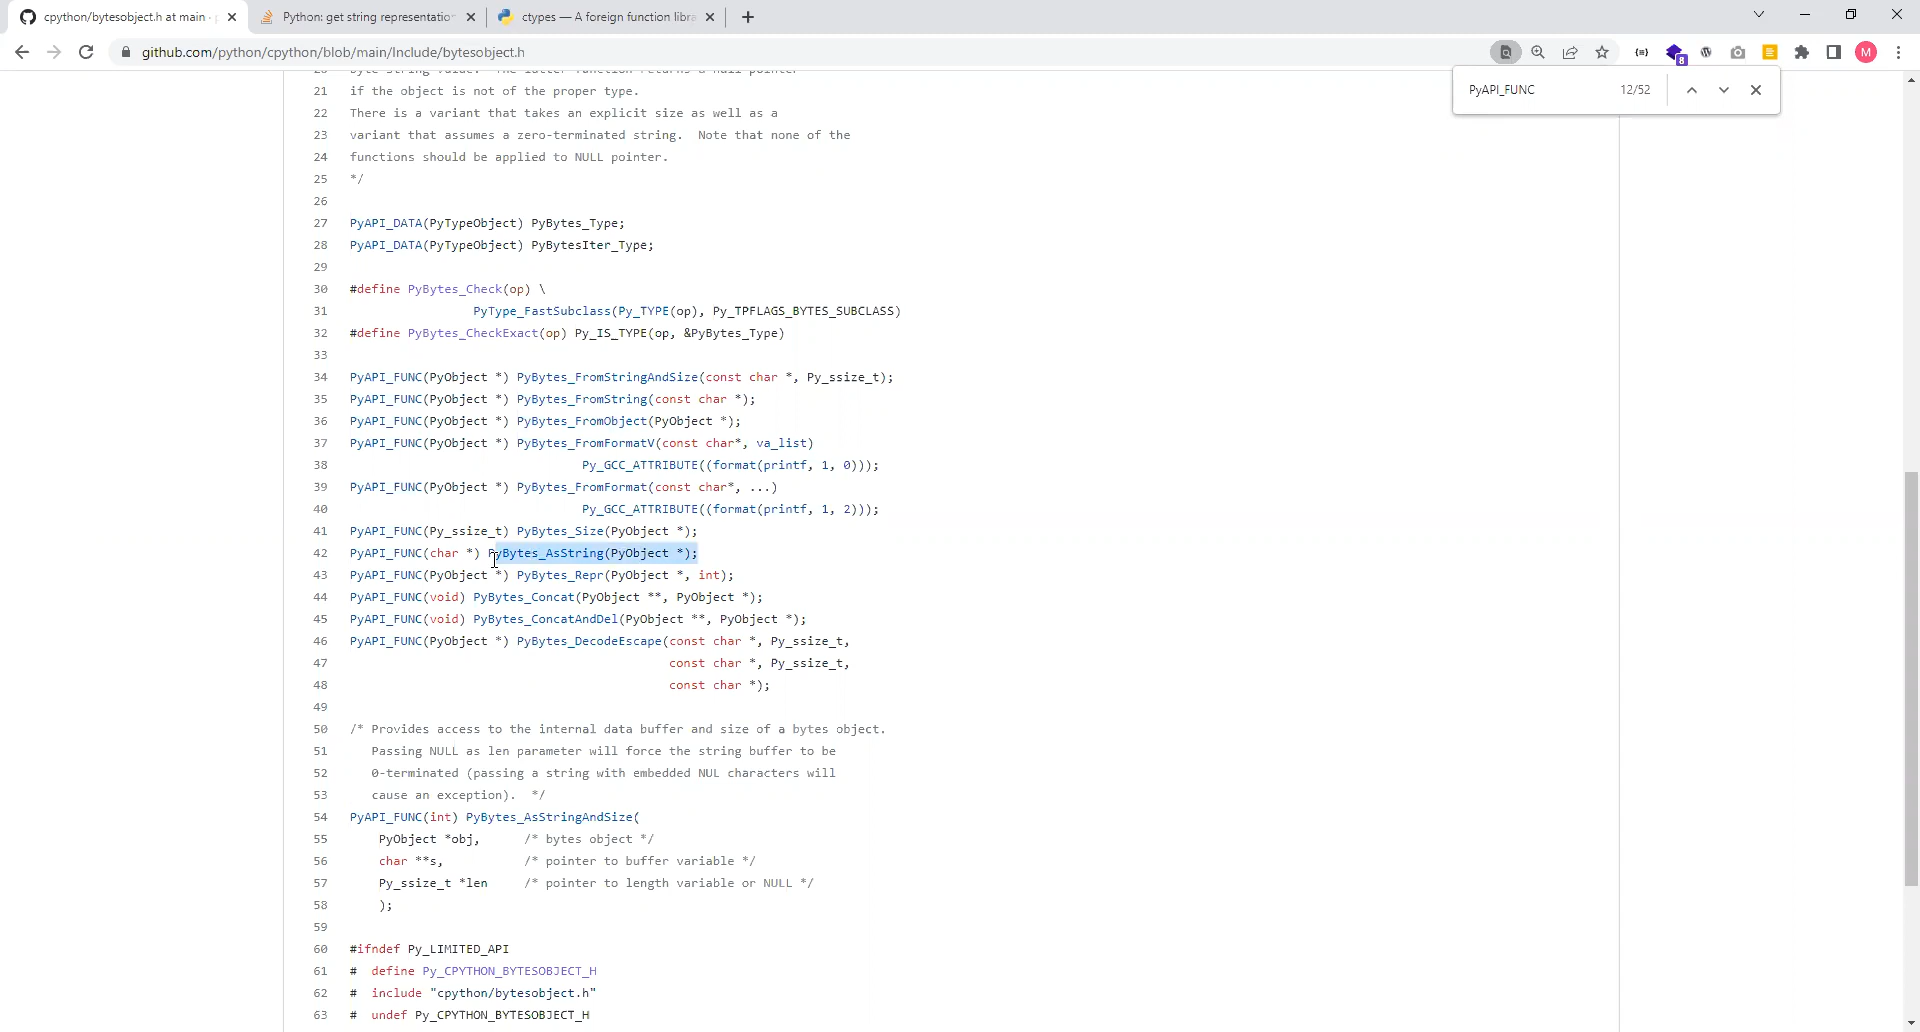 cpython/bytesobject.h at main ·
Python: get string representation
ctypes — A foreign function libra
github.com/python/cpython/blob/main/Include/bytesobject.h
8
M
PyAPI_FUNC 12/52
20 byte string value. The latter function returns a null pointer
21 if the object is not of the proper type.
22 There is a variant that takes an explicit size as well as a
23 variant that assumes a zero-terminated string. Note that none of the
24 functions should be applied to NULL pointer.
25 */
26
27 PyAPI_DATA(PyTypeObject) PyBytes_Type;
28 PyAPI_DATA(PyTypeObject) PyBytesIter_Type;
29
30 #define PyBytes_Check(op) \
31 PyType_FastSubclass(Py_TYPE(op), Py_TPFLAGS_BYTES_SUBCLASS)
32 #define PyBytes_CheckExact(op) Py_IS_TYPE(op, &PyBytes_Type)
33
34 PyAPI_FUNC(PyObject *) PyBytes_FromStringAndSize(const char *, Py_ssize_t);
35 PyAPI_FUNC(PyObject *) PyBytes_FromString(const char *);
36 PyAPI_FUNC(PyObject *) PyBytes_FromObject(PyObject *);
37 PyAPI_FUNC(PyObject *) PyBytes_FromFormatV(const char*, va_list)
38 Py_GCC_ATTRIBUTE((format(printf, 1, 0)));
39 PyAPI_FUNC(PyObject *) PyBytes_FromFormat(const char*, ...)
40 Py_GCC_ATTRIBUTE((format(printf, 1, 2)));
41 PyAPI_FUNC(Py_ssize_t) PyBytes_Size(PyObject *);
42 PyAPI_FUNC(char *) PyBytes_AsString(PyObject *);
43 PyAPI_FUNC(PyObject *) PyBytes_Repr(PyObject *, int);
44 PyAPI_FUNC(void) PyBytes_Concat(PyObject **, PyObject *);
45 PyAPI_FUNC(void) PyBytes_ConcatAndDel(PyObject **, PyObject *);
46 PyAPI_FUNC(PyObject *) PyBytes_DecodeEscape(const char *, Py_ssize_t,
47 const char *, Py_ssize_t,
48 const char *);
49
50 /* Provides access to the internal data buffer and size of a bytes object.
51 Passing NULL as len parameter will force the string buffer to be
52 0-terminated (passing a string with embedded NUL characters will
53 cause an exception). */
54 PyAPI_FUNC(int) PyBytes_AsStringAndSize(
55 PyObject *obj, /* bytes object */
56 char **s, /* pointer to buffer variable */
57 Py_ssize_t *len /* pointer to length variable or NULL */
58 );
59
60 #ifndef Py_LIMITED_API
61 # define Py_CPYTHON_BYTESOBJECT_H
62 # include "cpython/bytesobject.h"
63 # undef Py_CPYTHON_BYTESOBJECT_H